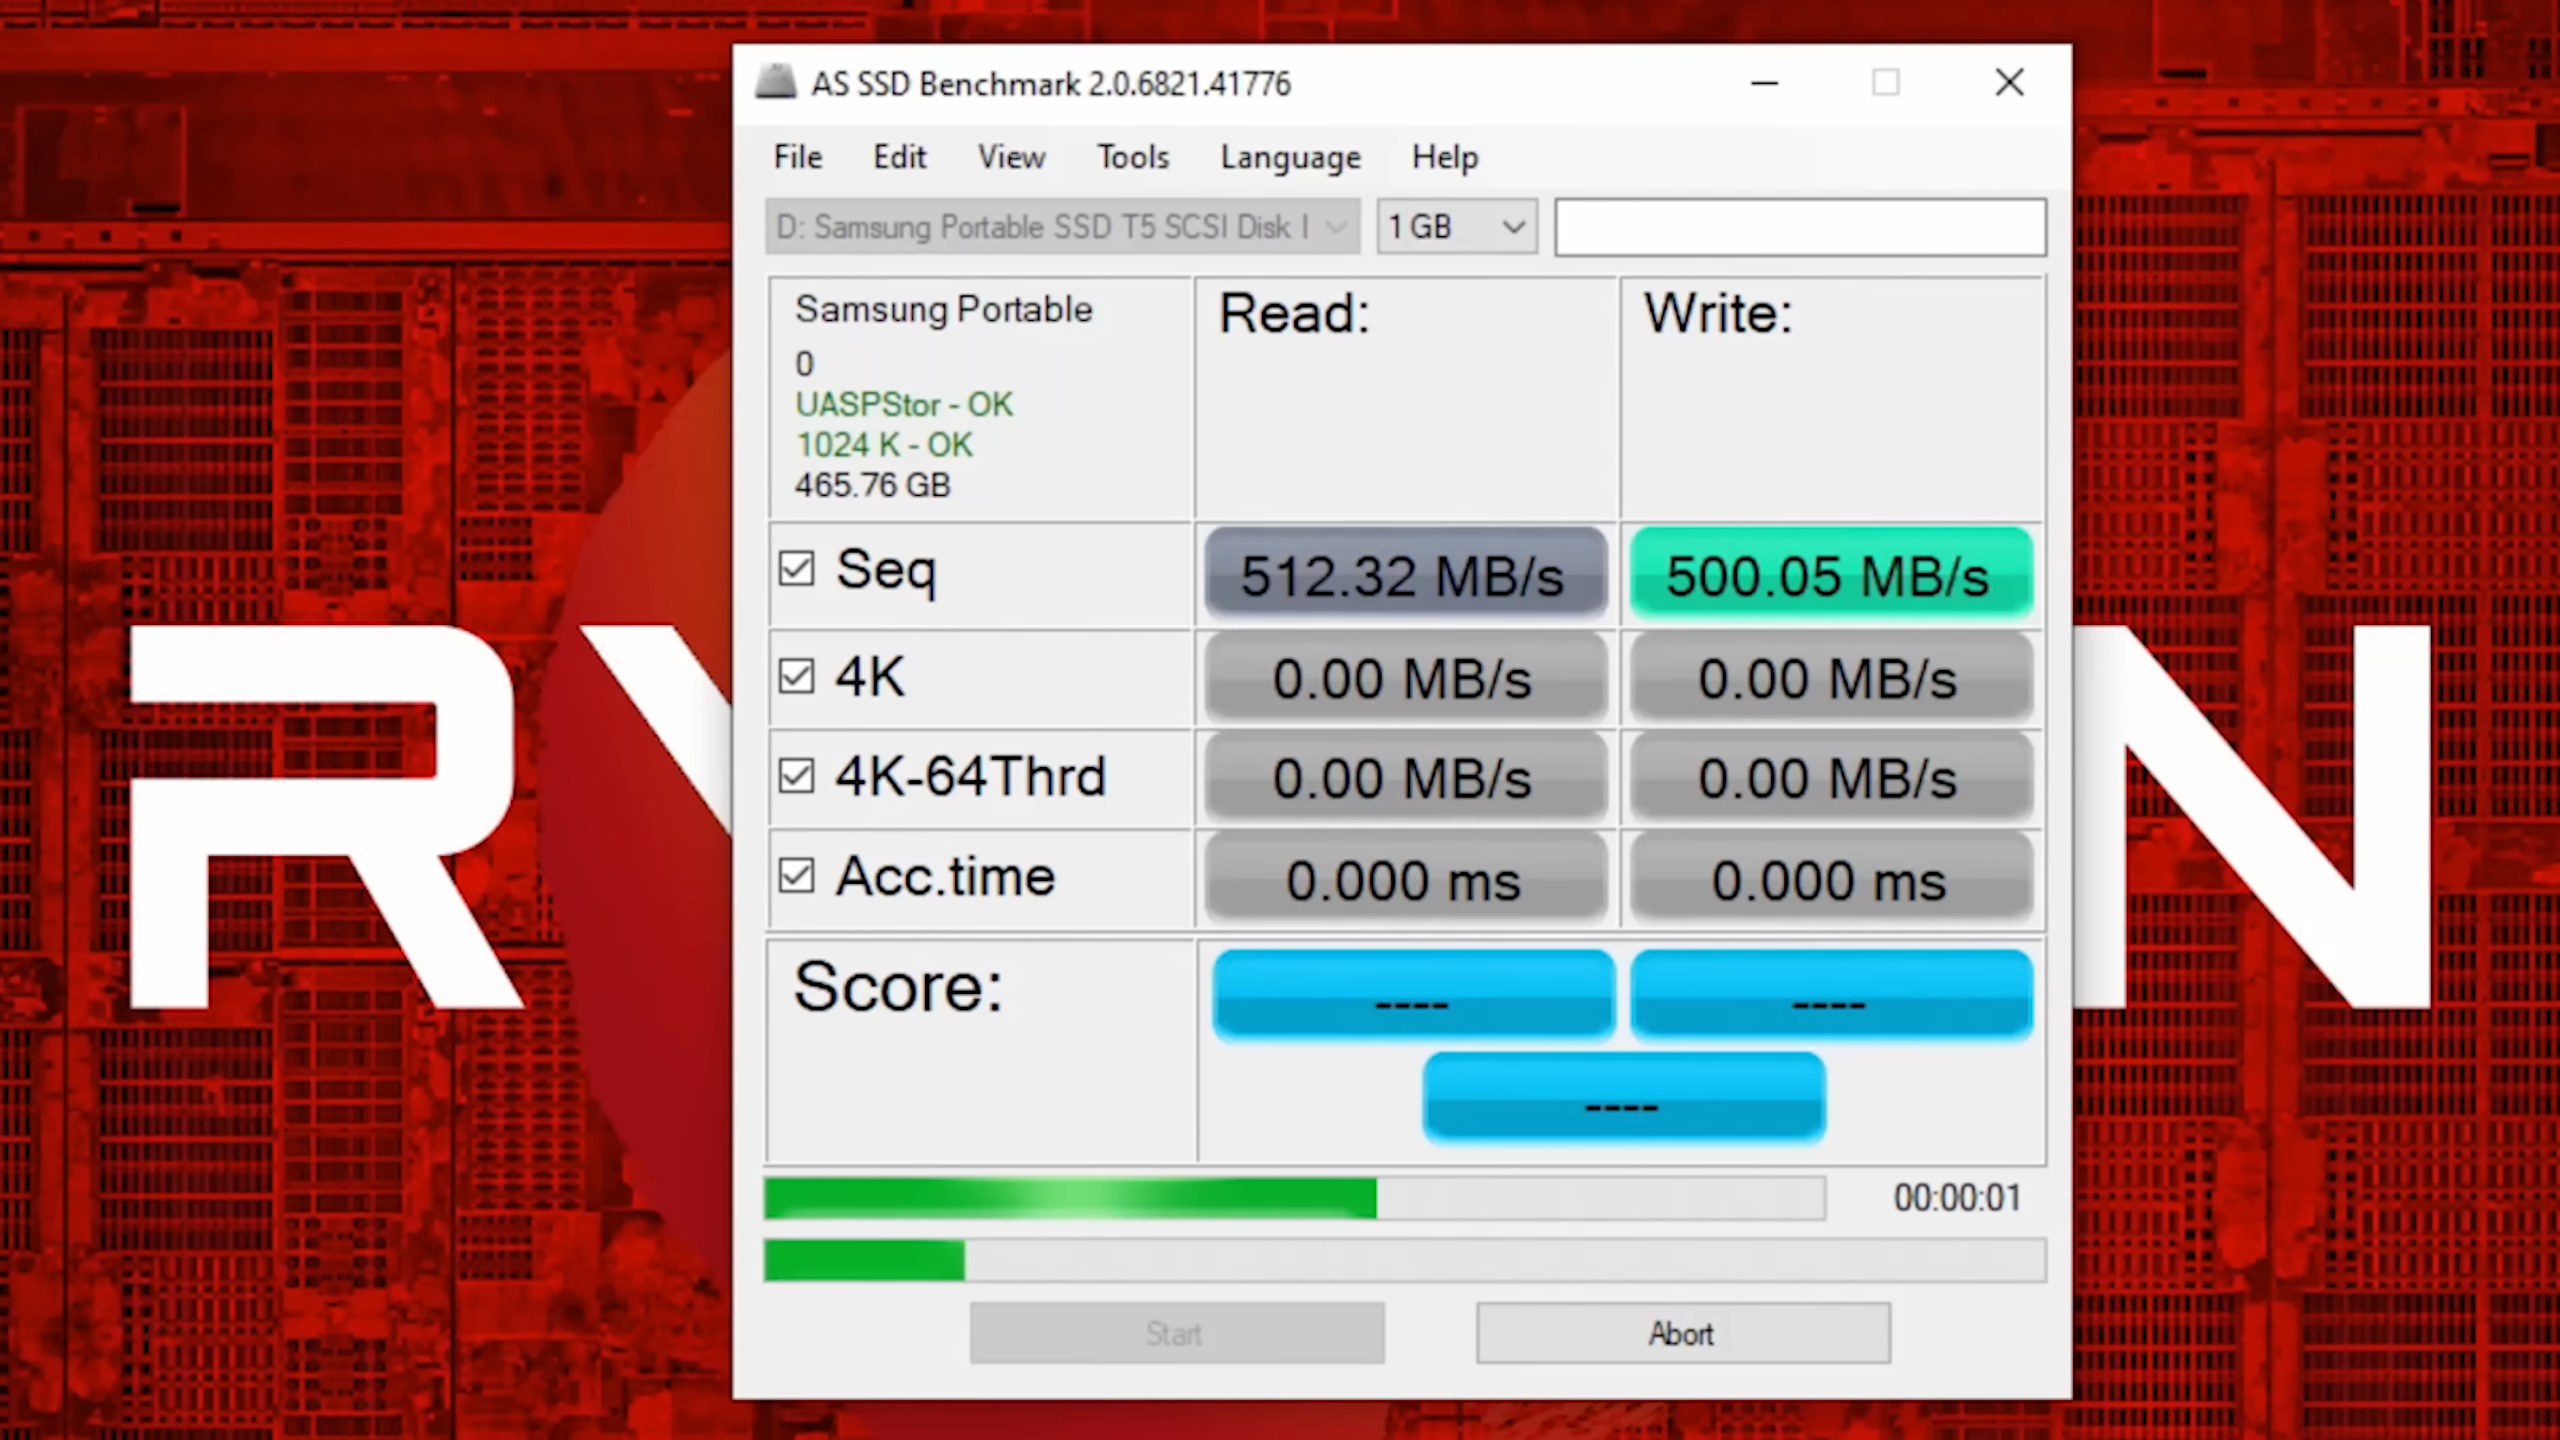 AS SSD Benchmark 2.0.6821.41776
File Edit View Tools Language Help
D: Samsung Portable SSD T5 SCSI Disk 1 GB
Samsung Portable Read: Write:
0
UASPStor - OK
1024 K - OK
465.76 GB
Seq 512.32 MB/s 500.05 MB/s
4K 0.00 MB/s 0.00 MB/s
4K-64Thrd 0.00 MB/s 0.00 MB/s
Acc.time 0.000 ms 0.000 ms
Score: ---- ----
----
00:00:01
Start Abort
RY N